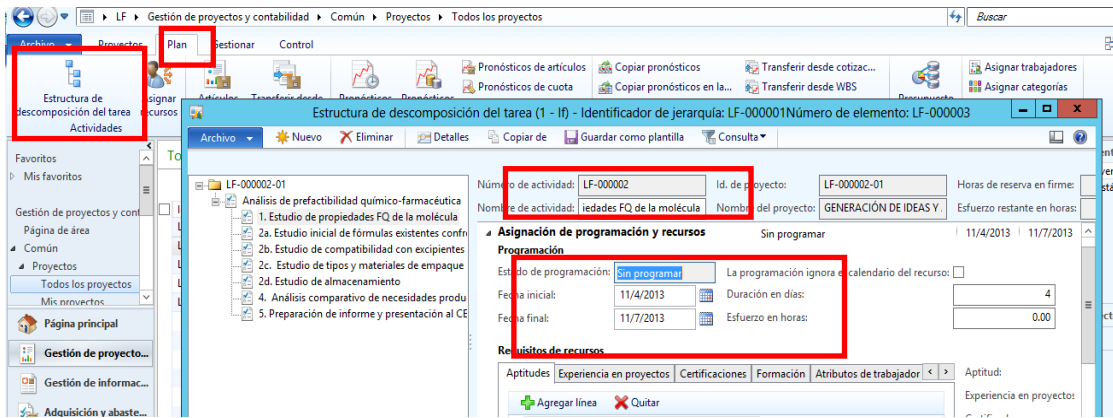 LF ▸ Gestión de proyectos y contabilidad ▸ Común ▸ Proyectos ▸ Todos los proyectos
Buscar
Archivo Proyectos Plan Gestionar Control
Estructura de descomposición del tarea
Actividades
Pronósticos de artículos
Pronósticos de cuota
Copiar pronósticos
Copiar pronósticos en la...
Transferir desde cotizac...
Transferir desde WBS
Asignar trabajadores
Asignar categorías
Estructura de descomposición del tarea (1 - lf) - Identificador de jerarquía: LF-000001Número de elemento: LF-000003
Archivo Nuevo Eliminar Detalles Copiar de Guardar como plantilla Consulta
Favoritos
Mis favoritos
Gestión de proyectos y cont
Página de área
Común
Proyectos
Todos los proyectos
Mis proyectos
Página principal
Gestión de proyecto...
Gestión de informac...
Adquisición y abaste...
LF-000002-01
Análisis de prefactibilidad químico-farmacéutica
1. Estudio de propiedades FQ de la molécula
2a. Estudio inicial de fórmulas existentes confr
2b. Estudio de compatibilidad con excipientes
2c. Estudio de tipos y materiales de empaque
2d. Estudio de almacenamiento
4. Análisis comparativo de necesidades produ
5. Preparación de informe y presentación al CE
Número de actividad: LF-000002 Id. de proyecto: LF-000002-01 Horas de reserva en firme:
Nombre de actividad: iedades FQ de la molécula Nombre del proyecto: GENERACIÓN DE IDEAS Y. Esfuerzo restante en horas:
Asignación de programación y recursos Sin programar 11/4/2013 11/7/2013
Programación
Estado de programación: Sin programar La programación ignora el calendario del recurso:
Fecha inicial: 11/4/2013 Duración en días: 4
Fecha final: 11/7/2013 Esfuerzo en horas: 0.00
Requisitos de recursos
Aptitudes Experiencia en proyectos Certificaciones Formación Atributos de trabajador Aptitud:
Agregar línea Quitar Experiencia en proyectos